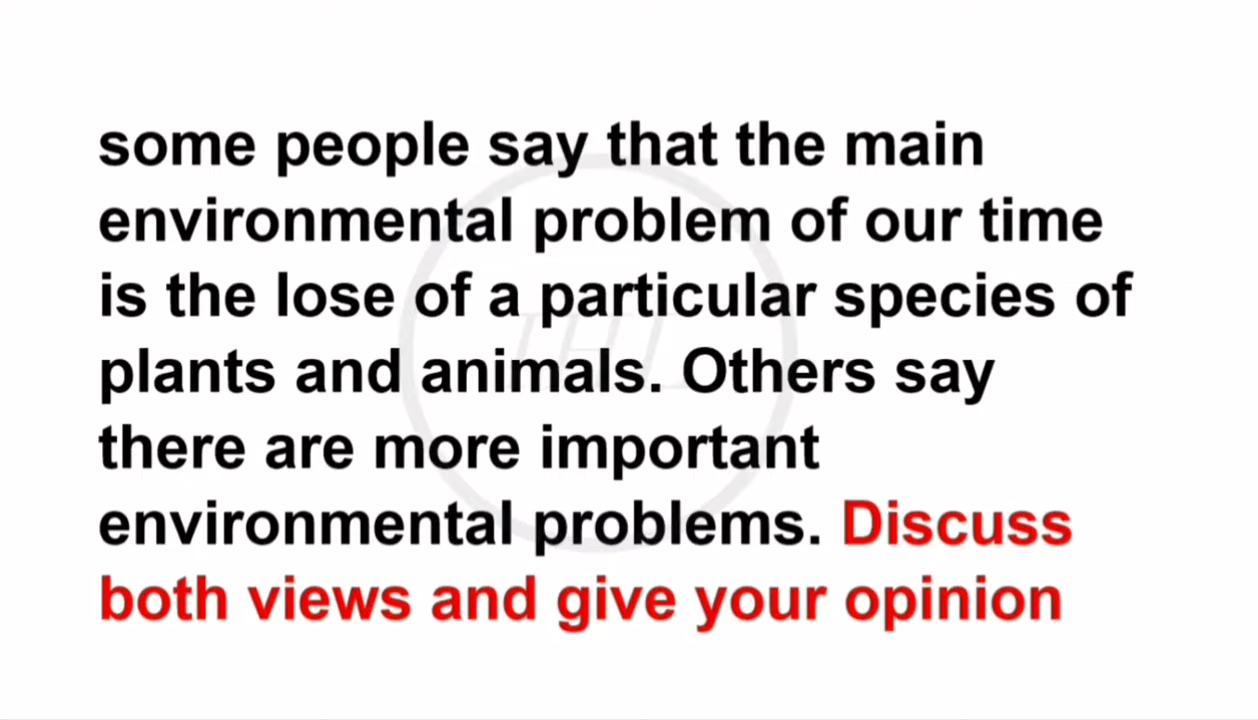 some people say that the main
environmental problem of our time
is the lose of a particular species of
plants and animals. Others say
there are more important
environmental problems. Discuss
both views and give your opinion